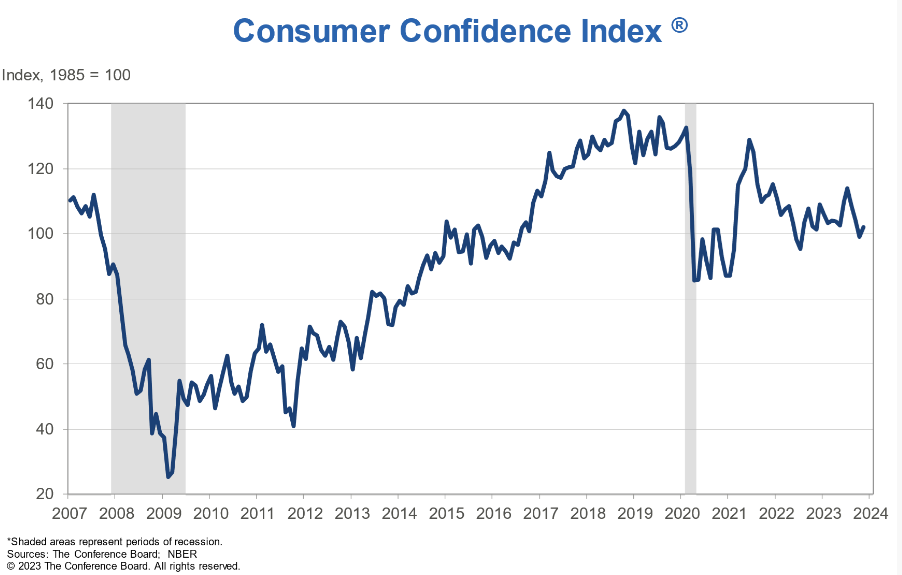 Consumer Confidence Index ®
Index, 1985 = 100
140
120
100
80
60
40
20
2007 2008 2009 2010 2011 2012 2013 2014 2015 2016 2017 2018 2019 2020 2021 2022 2023 2024
*Shaded areas represent periods of recession.
Sources: The Conference Board; NBER
© 2023 The Conference Board. All rights reserved.